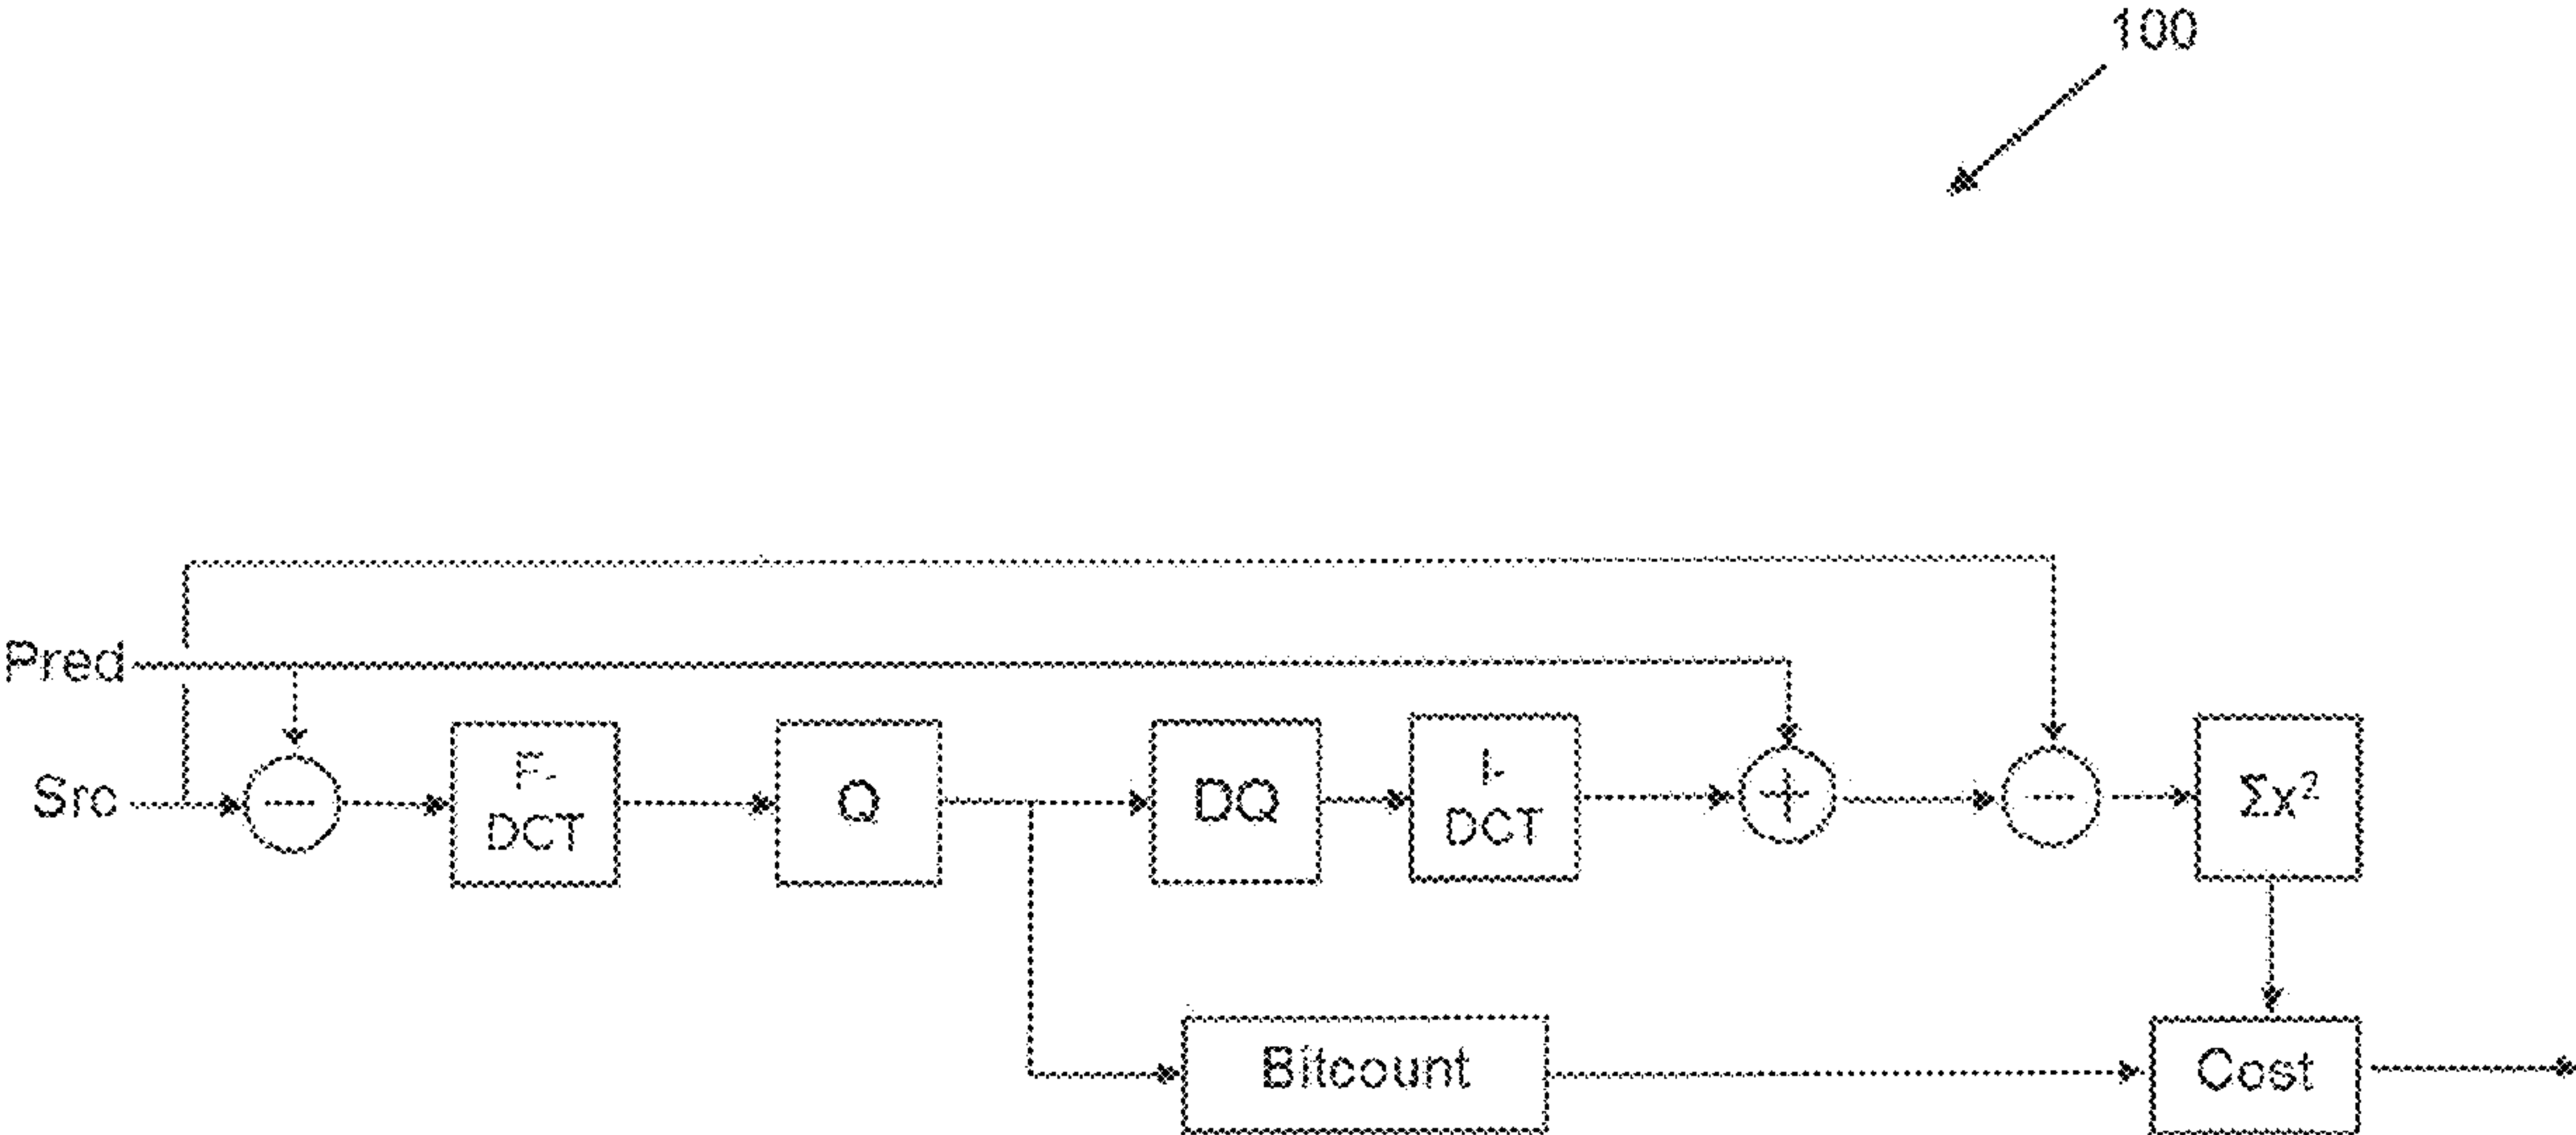 100
Pred
Src
—
F-
DCT
Q
DQ
I-
DCT
+
—
Σx²
Bitcount
Cost